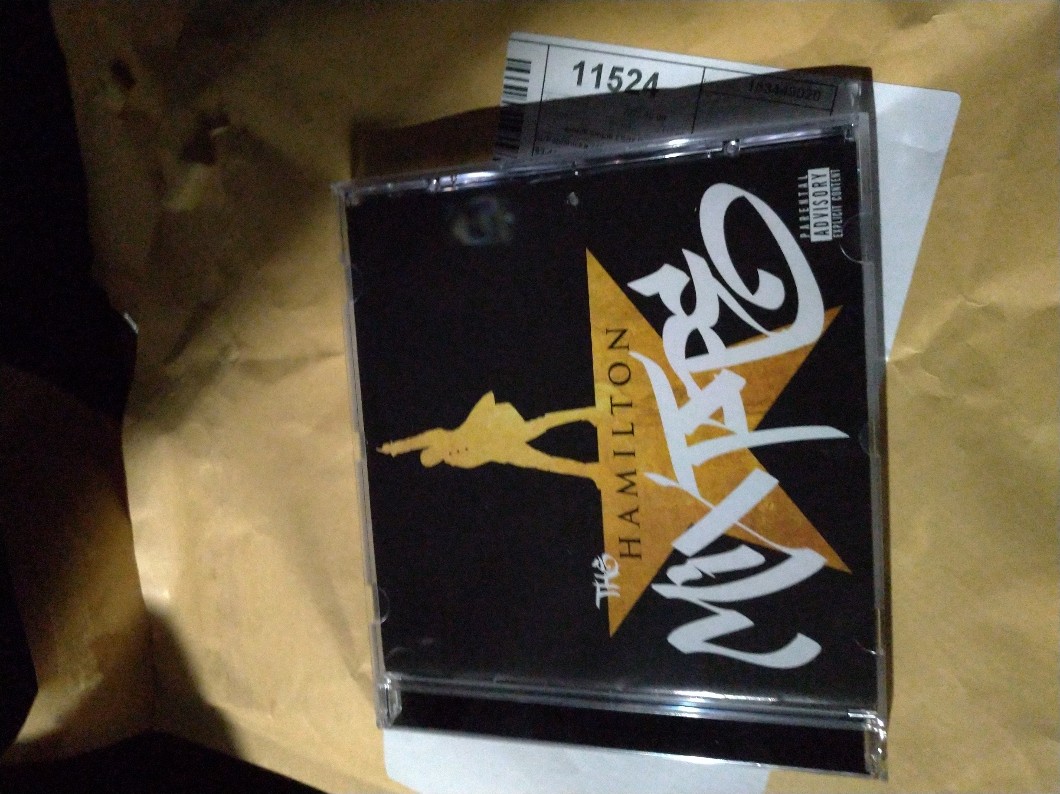 11524
THE
HAMILTON
MIXTAPE
PARENTAL
ADVISORY
EXPLICIT CONTENT